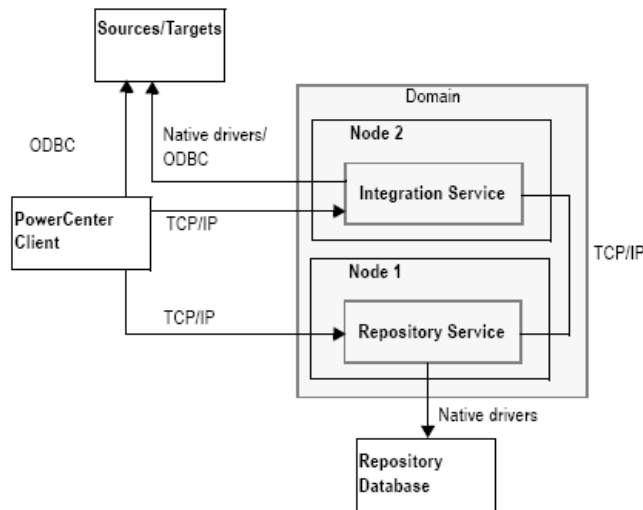 Sources/Targets
Domain
Node 2
Native drivers/
ODBC
ODBC
Integration Service
PowerCenter
Client
TCP/IP
TCP/IP
Node 1
TCP/IP
Repository Service
Native drivers
Repository
Database